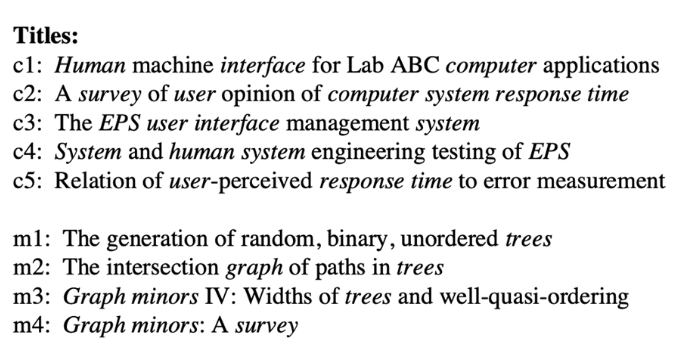 Titles:
c1: Human machine interface for Lab ABC computer applications
c2: A survey of user opinion of computer system response time
c3: The EPS user interface management system
c4: System and human system engineering testing of EPS
c5: Relation of user-perceived response time to error measurement
m1: The generation of random, binary, unordered trees
m2: The intersection graph of paths in trees
m3: Graph minors IV: Widths of trees and well-quasi-ordering
m4: Graph minors: A survey